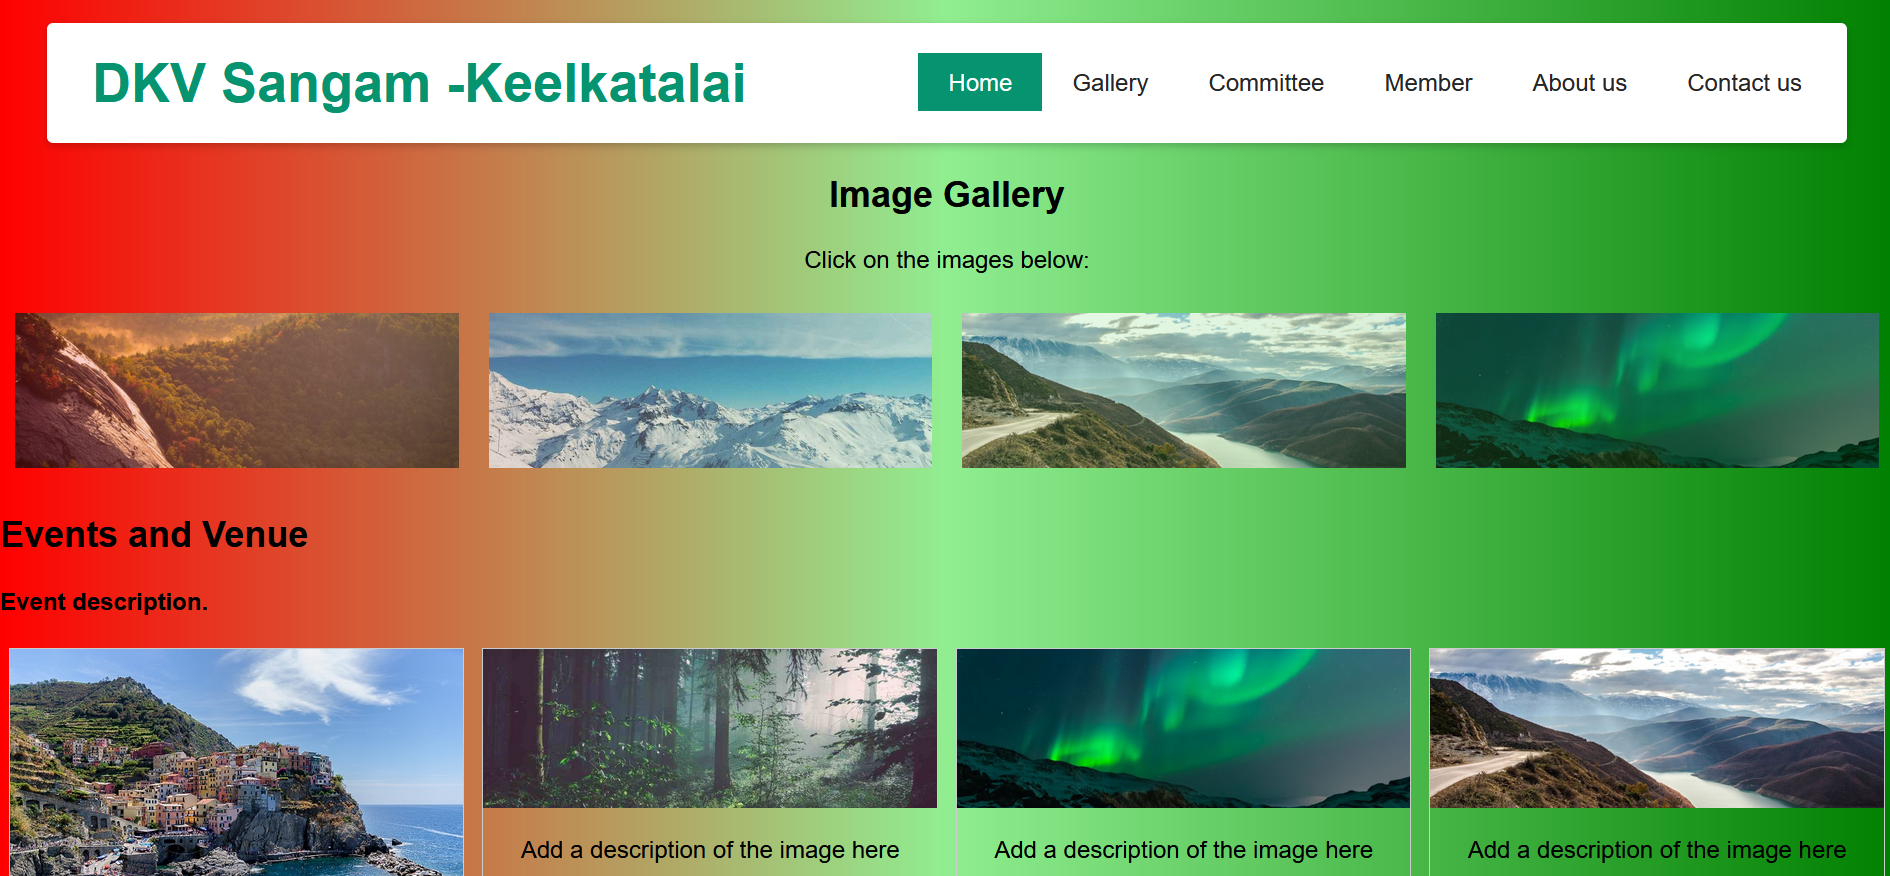 DKV Sangam -Keelkatalai
Home Gallery Committee Member About us Contact us
Image Gallery
Click on the images below:
Events and Venue
Event description.
Add a description of the image here
Add a description of the image here
Add a description of the image here